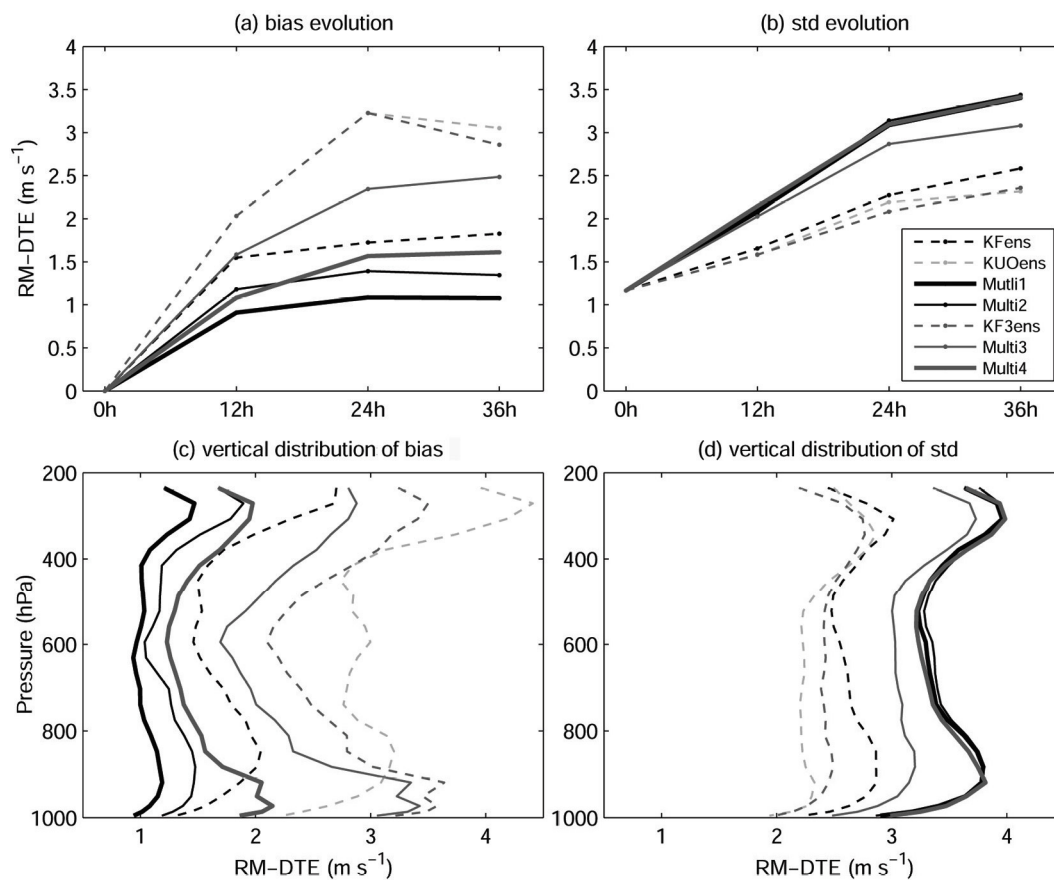 (a) bias evolution
(b) std evolution
4
3.5
3
2.5
2
1.5
1
0.5
0
RM−DTE (m s⁻¹)
0h 12h 24h 36h
4
3.5
3
2.5
2
1.5
1
0.5
0
0h 12h 24h 36h
KFens
KUOens
Mutli1
Multi2
KF3ens
Multi3
Multi4
(c) vertical distribution of bias
(d) vertical distribution of std
200
400
600
800
1000
Pressure (hPa)
1 2 3 4
RM−DTE (m s⁻¹)
200
400
600
800
1000
1 2 3 4
RM−DTE (m s⁻¹)